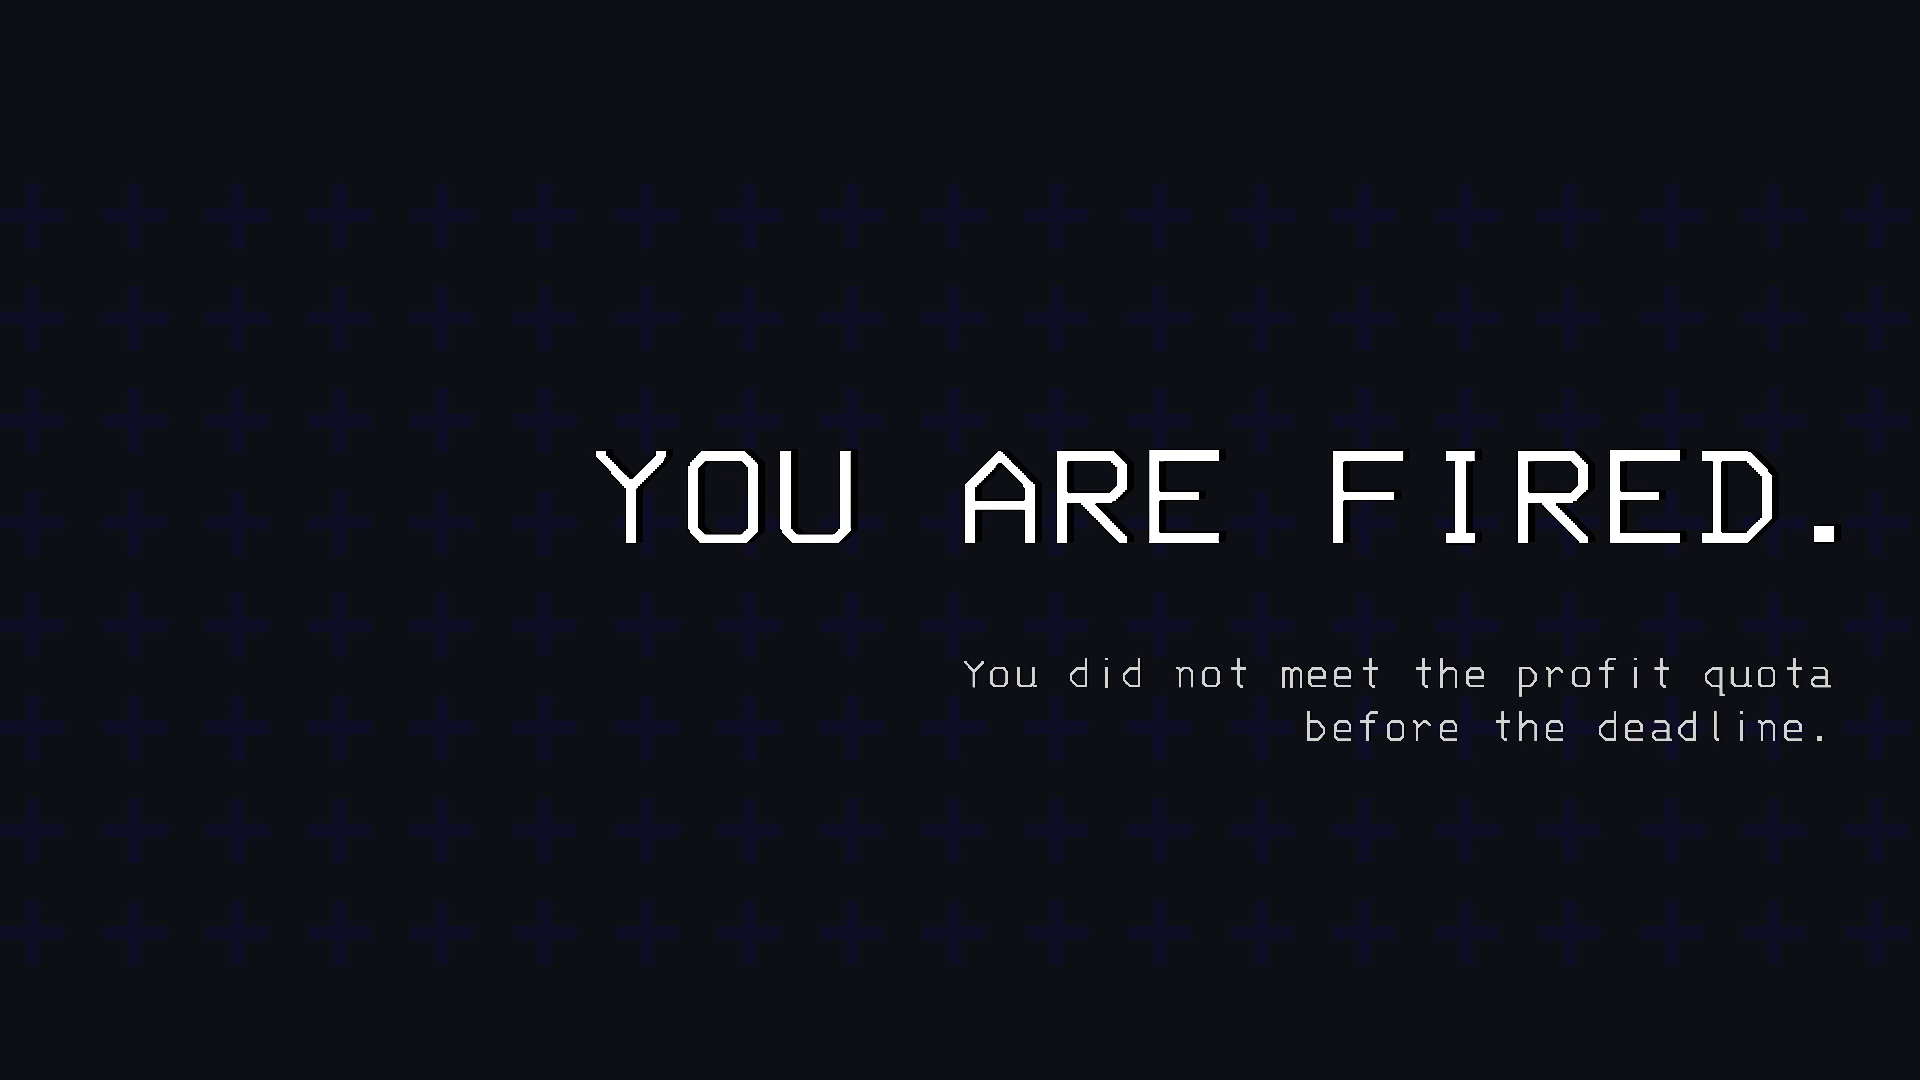 YOU ARE FIRED.
You did not meet the profit quota
before the deadline.